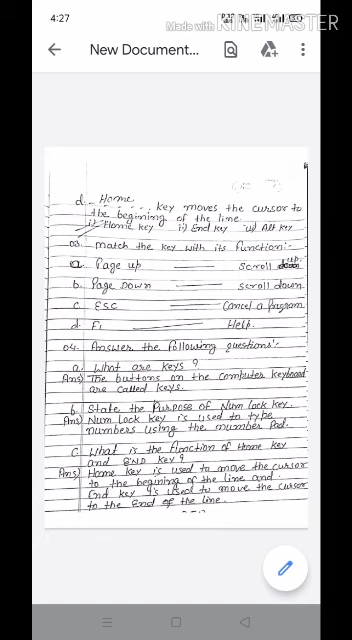 4:27
Made with KINEMASTER
New Document...
d. Home
..... key moves the cursor to
the begining of the line.
i) Home key ii) End key iii) Alt key
Q3. Match the key with its function:-
a. Page up —— scroll up
b. Page Down —— scroll down
c. ESC —— Cancel a program
d. F1 —— Help.
Q4. Answer the following questions:-
a. What are keys?
Ans) The buttons on the computer keyboard
are called keys.
b. State the Purpose of Num lock key.
Ans) Num lock key is used to type
numbers using the number Pad.
c. What is the function of Home key
and END key?
Ans) Home key is used to move the cursor
to the begining of the line and
End key is used to move the cursor
to the End of the line.